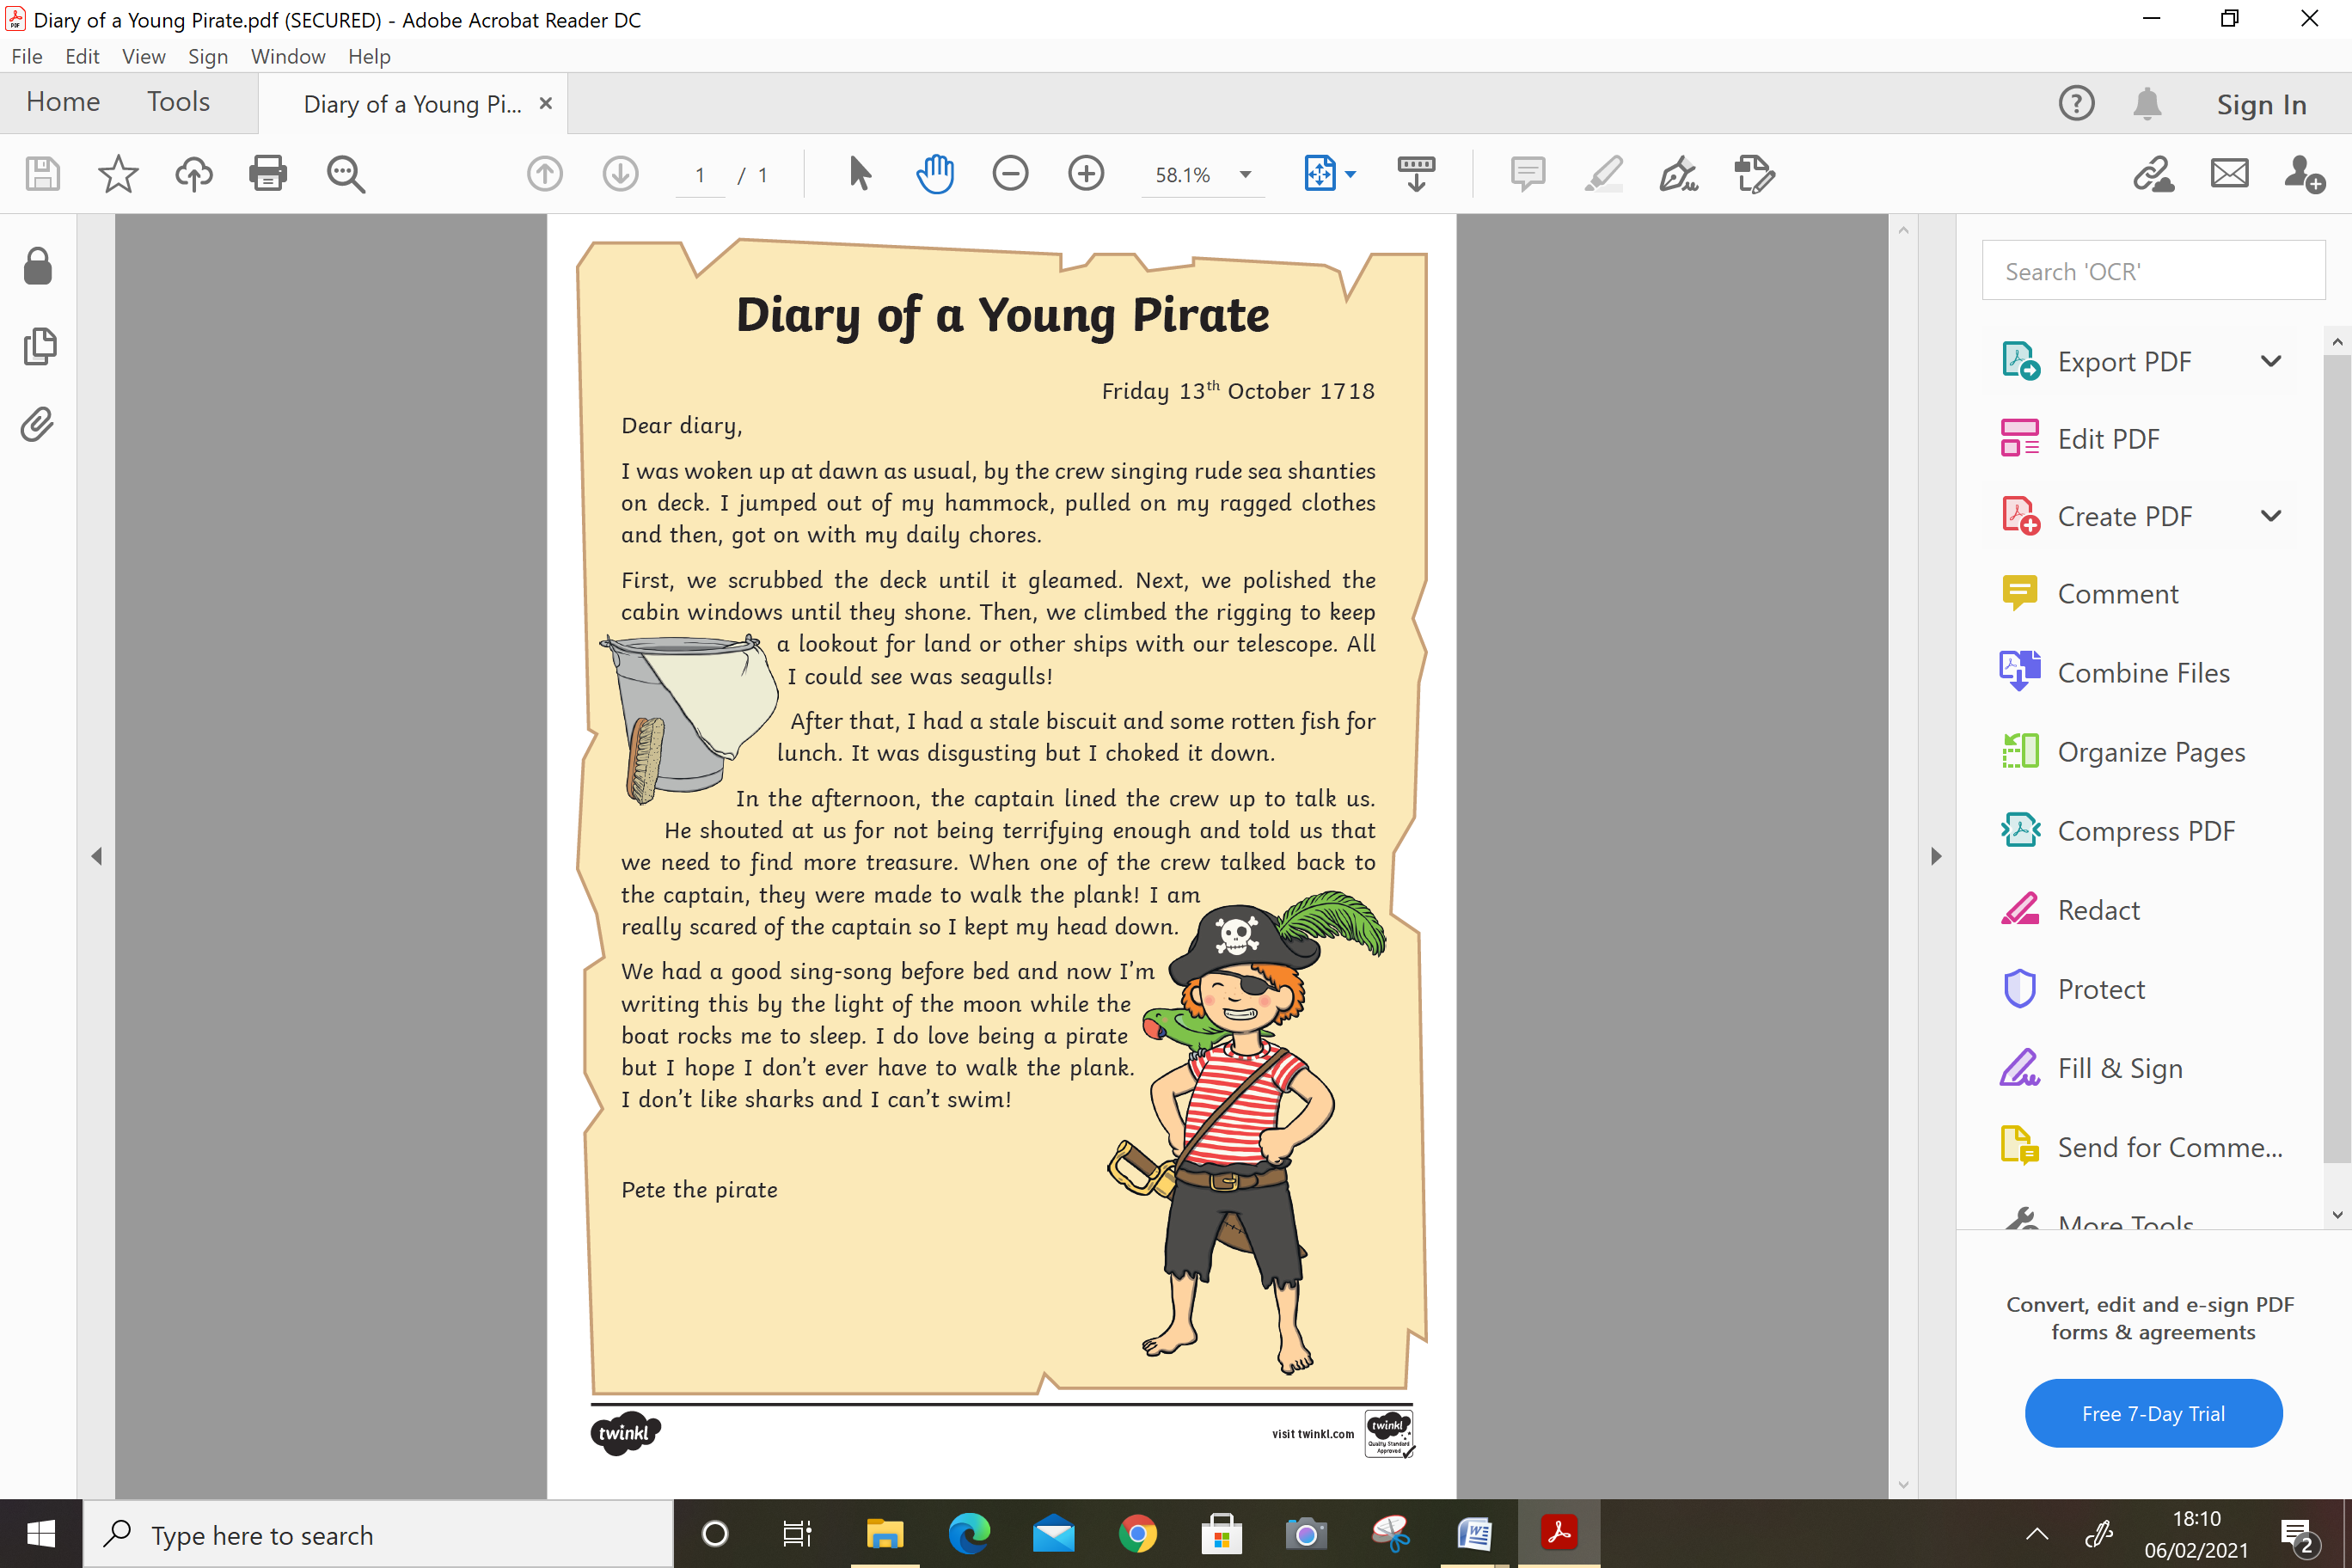 Diary of a Young Pirate.pdf (SECURED) - Adobe Acrobat Reader DC
File Edit View Sign Window Help
Home Tools Diary of a Young Pi... × Sign In
1 / 1 58.1%
Diary of a Young Pirate
Friday 13th October 1718
Dear diary,
I was woken up at dawn as usual, by the crew singing rude sea shanties
on deck. I jumped out of my hammock, pulled on my ragged clothes
and then, got on with my daily chores.
First, we scrubbed the deck until it gleamed. Next, we polished the
cabin windows until they shone. Then, we climbed the rigging to keep
a lookout for land or other ships with our telescope. All
I could see was seagulls!
After that, I had a stale biscuit and some rotten fish for
lunch. It was disgusting but I choked it down.
In the afternoon, the captain lined the crew up to talk us.
He shouted at us for not being terrifying enough and told us that
we need to find more treasure. When one of the crew talked back to
the captain, they were made to walk the plank! I am
really scared of the captain so I kept my head down.
We had a good sing-song before bed and now I'm
writing this by the light of the moon while the
boat rocks me to sleep. I do love being a pirate
but I hope I don't ever have to walk the plank.
I don't like sharks and I can't swim!
Pete the pirate
twinkl
visit twinkl.com
twinkl
Quality Standard
Approved
Search 'OCR'
Export PDF
Edit PDF
Create PDF
Comment
Combine Files
Organize Pages
Compress PDF
Redact
Protect
Fill & Sign
Send for Comme...
More Tools
Convert, edit and e-sign PDF
forms & agreements
Free 7-Day Trial
Type here to search
18:10
06/02/2021
2